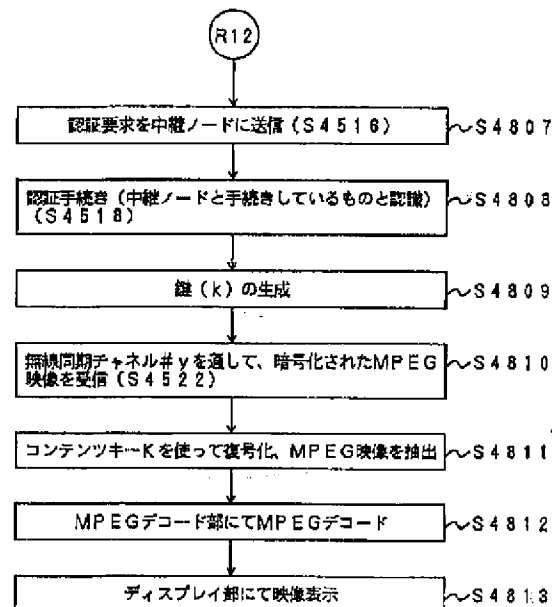 R12
認証要求を中継ノードに送信（S4516） S4807
認証手続き（中継ノードと手続きしているものと認識） S4808
（S4518）
鍵（k）の生成 S4809
無線同期チャネル#yを通して、暗号化されたMPEG S4810
映像を受信（S4522）
コンテンツキーKを使って復号化、MPEG映像を抽出 S4811
MPEGデコード部にてMPEGデコード S4812
ディスプレイ部にて映像表示 S4813